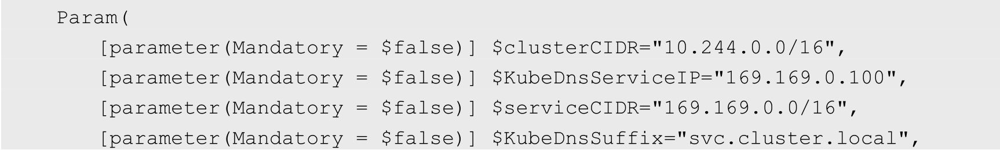 Param(
[parameter(Mandatory = $false)] $clusterCIDR="10.244.0.0/16",
[parameter(Mandatory = $false)] $KubeDnsServiceIP="169.169.0.100",
[parameter(Mandatory = $false)] $serviceCIDR="169.169.0.0/16",
[parameter(Mandatory = $false)] $KubeDnsSuffix="svc.cluster.local",